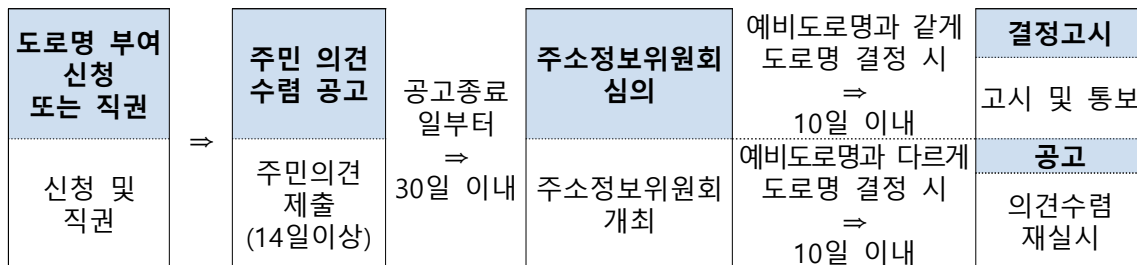 도로명 부여
신청
또는 직권
신청 및
직권
⇒
주민 의견
수렴 공고
주민의견
제출
(14일이상)
공고종료
일부터
⇒
30일 이내
주소정보위원회
심의
주소정보위원회
개최
예비도로명과 같게
도로명 결정 시
⇒
10일 이내
결정고시
고시 및 통보
예비도로명과 다르게
도로명 결정 시
⇒
10일 이내
공고
의견수렴
재실시